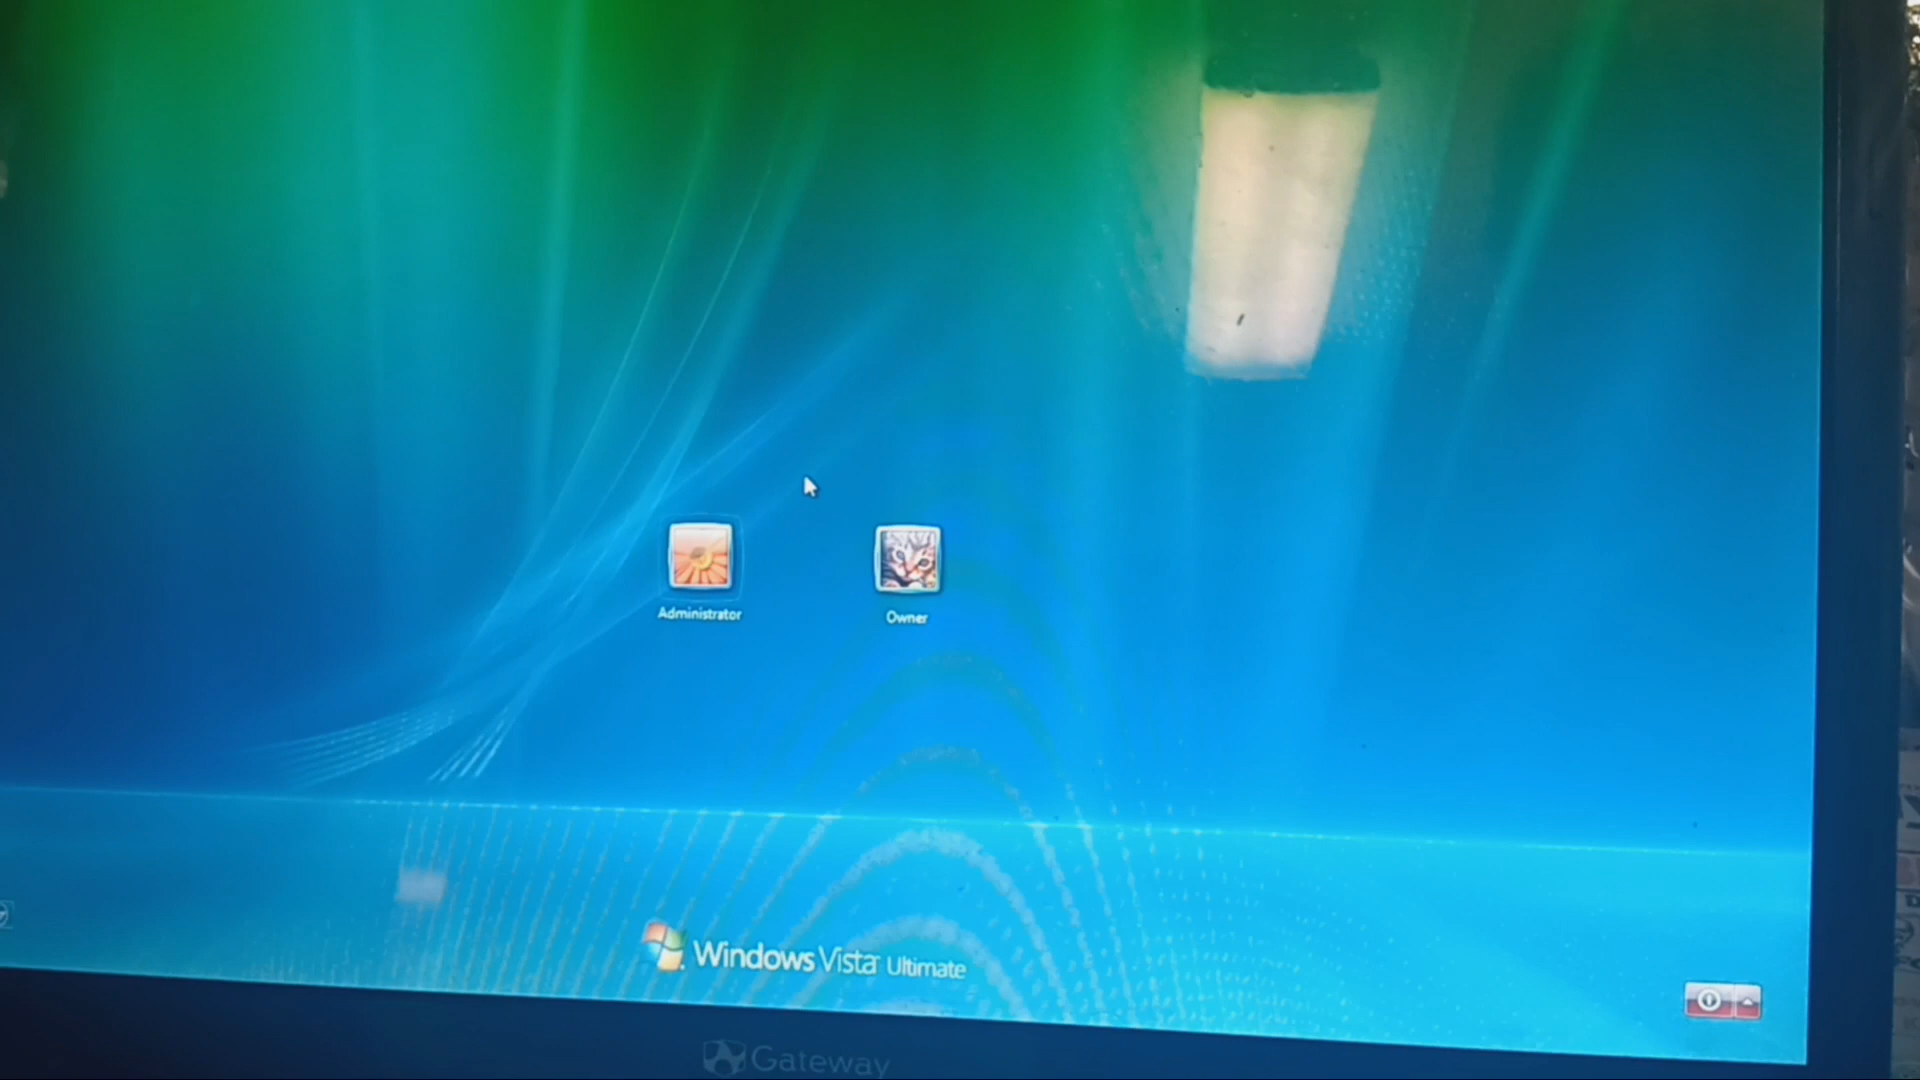 Administrator
Owner
Windows Vista Ultimate
Gateway